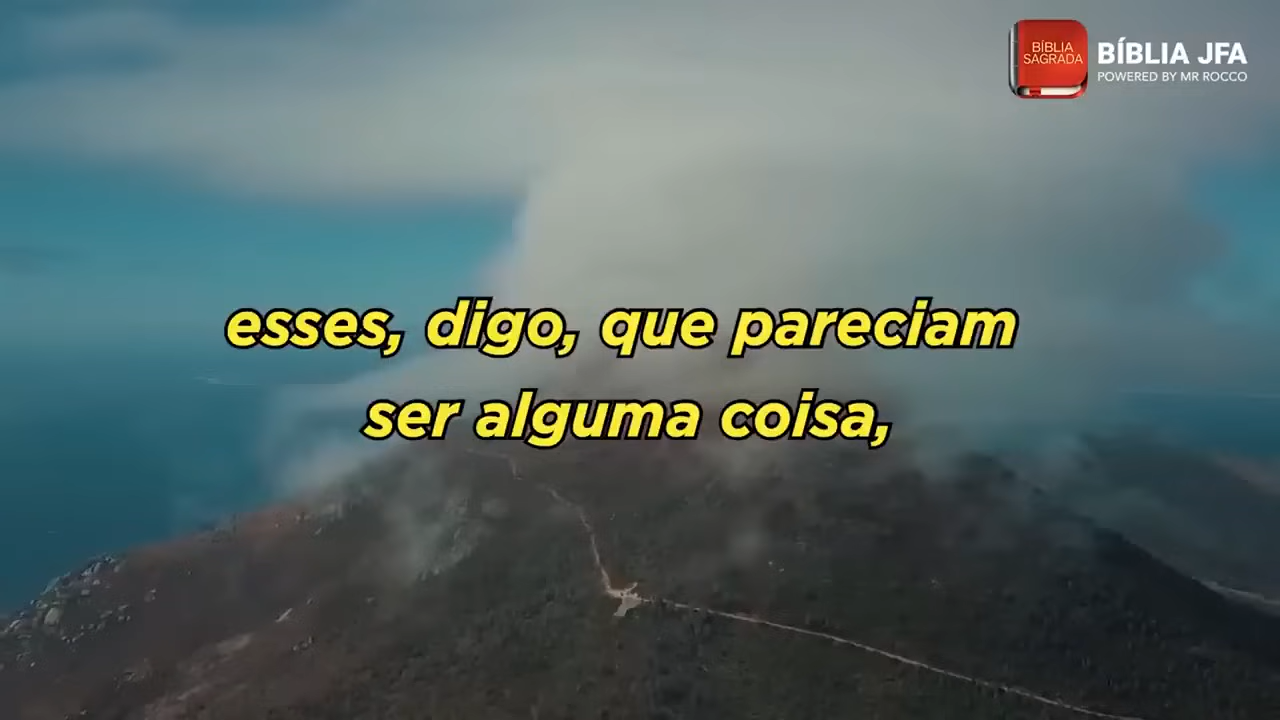 BÍBLIA
SAGRADA
BÍBLIA JFA
POWERED BY MR ROCCO
esses, digo, que pareciam
ser alguma coisa,